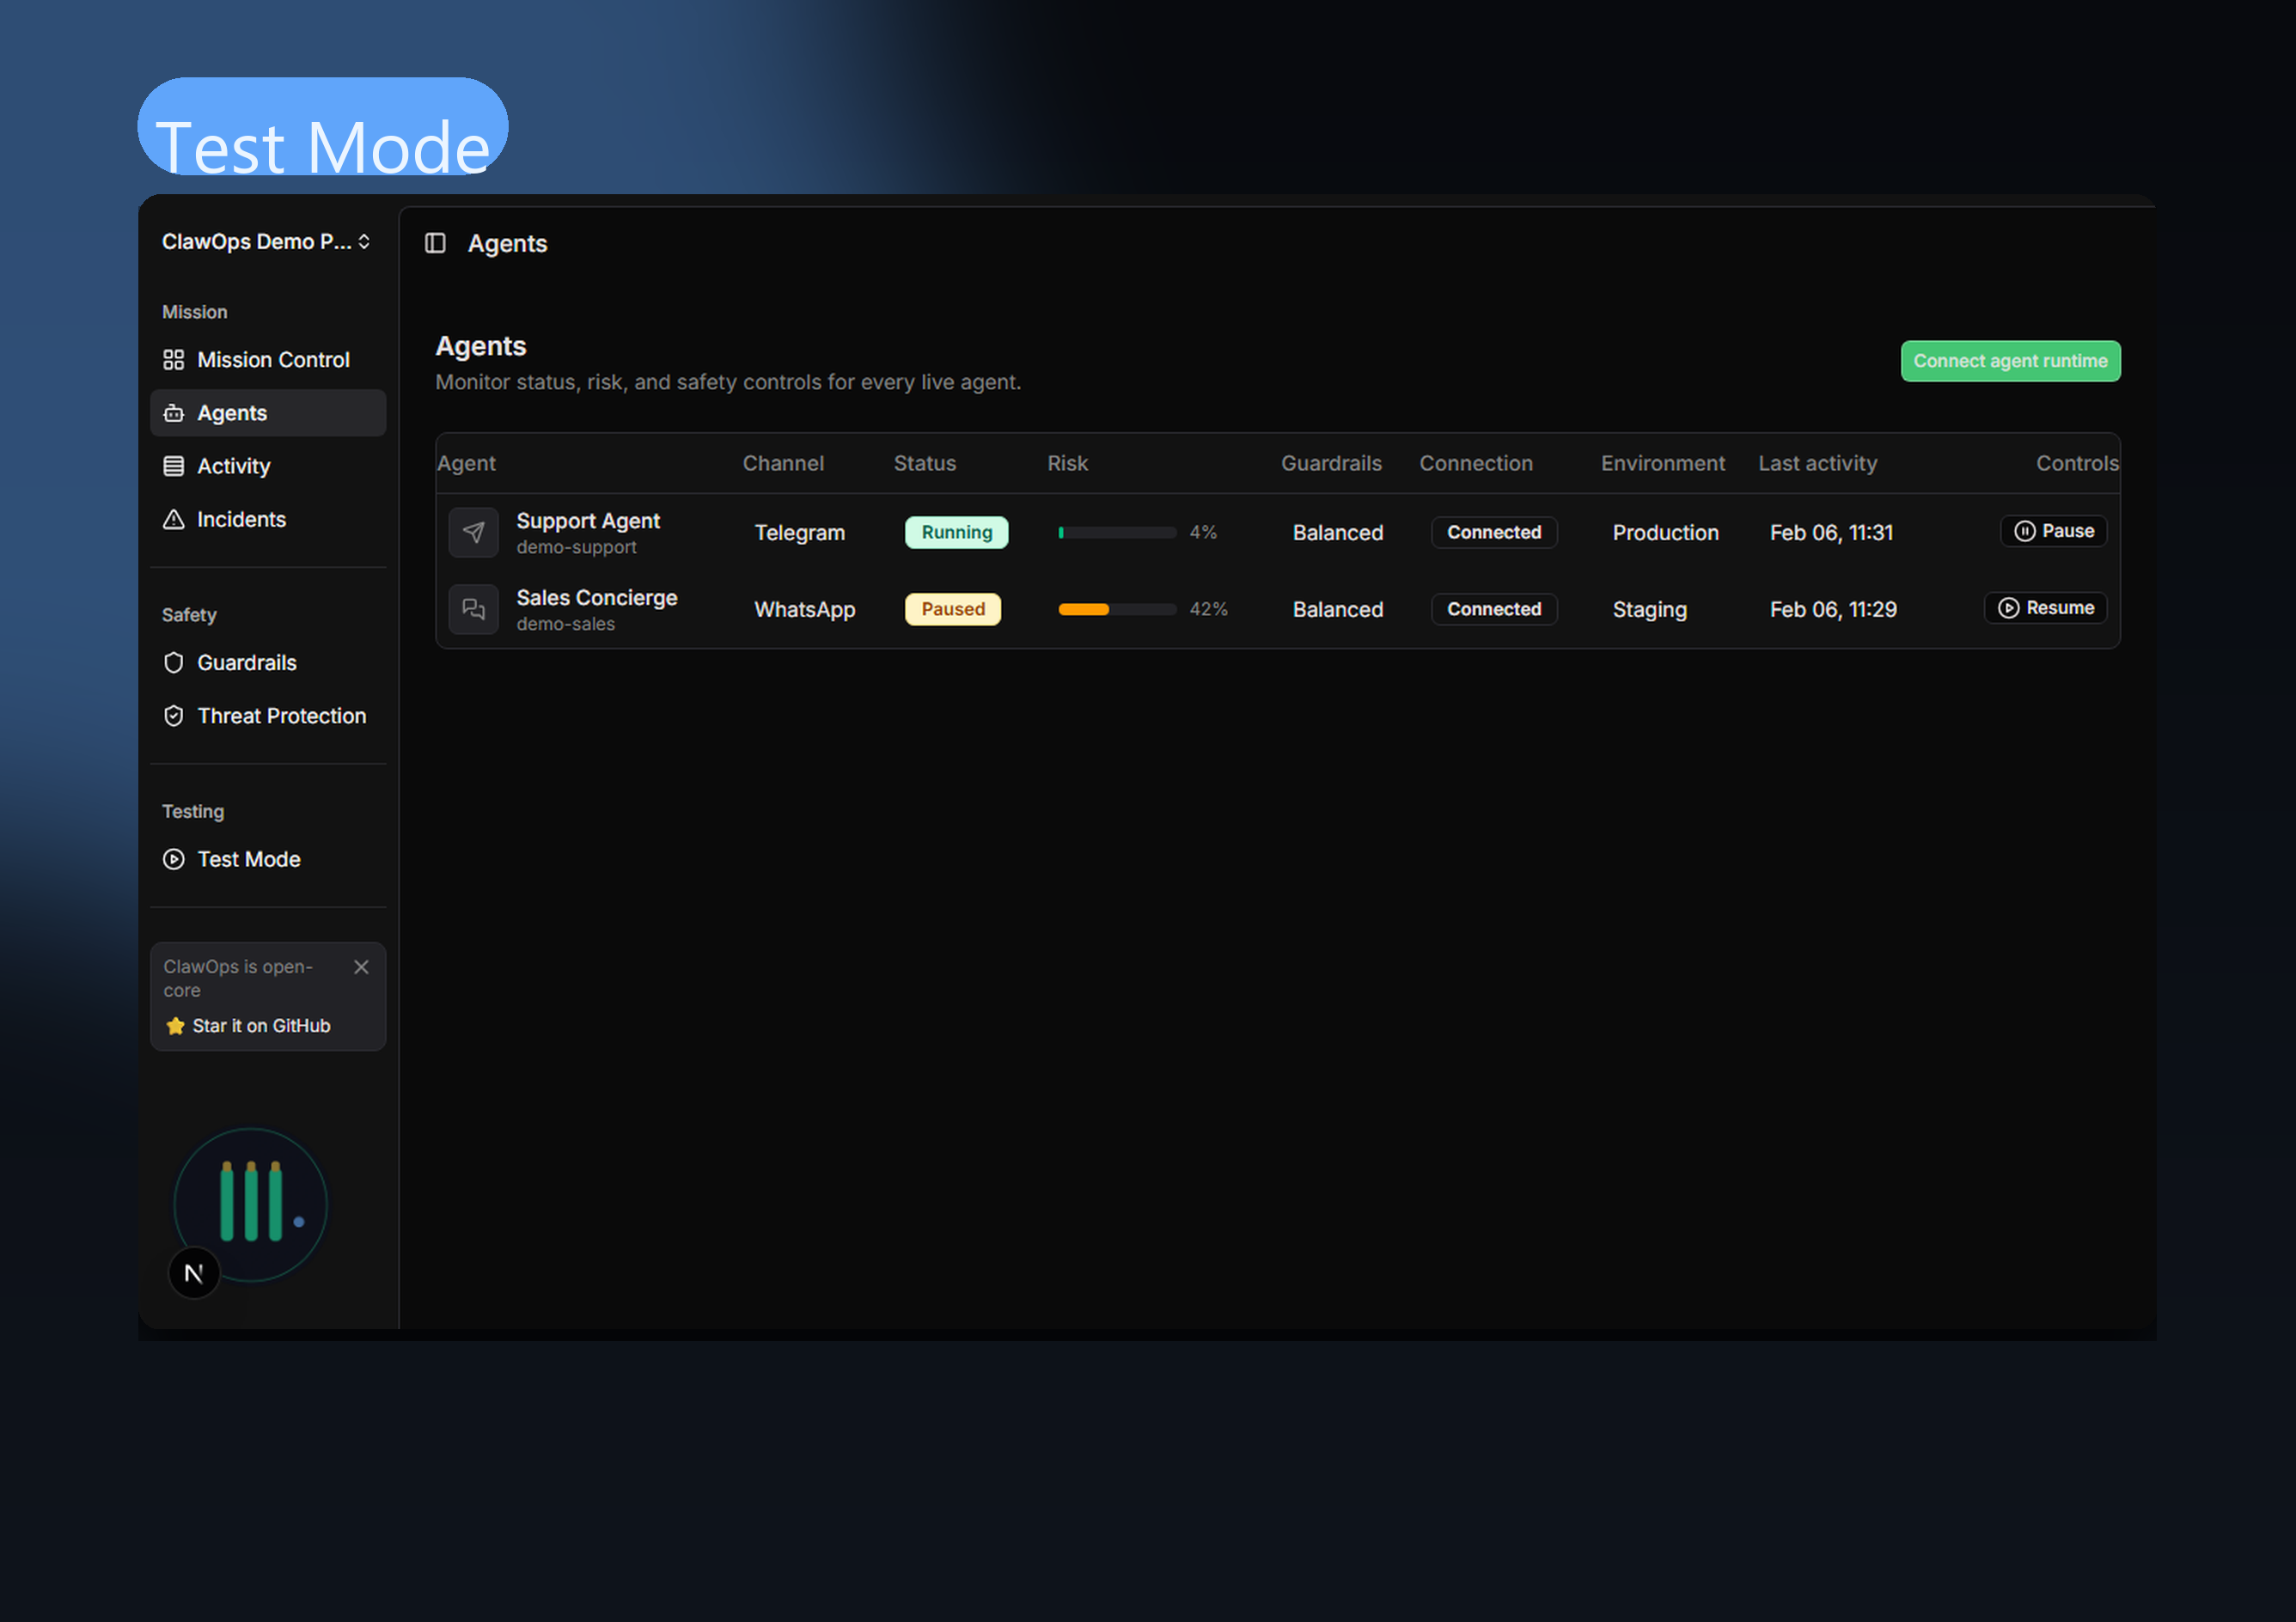 Test Mode
ClawOps Demo P...
Agents
Mission
Mission Control
Agents
Activity
Incidents
Safety
Guardrails
Threat Protection
Testing
Test Mode
ClawOps is open-
core
⭐ Star it on GitHub
N
Agents
Monitor status, risk, and safety controls for every live agent.
Connect agent runtime
Agent Channel Status Risk Guardrails Connection Environment Last activity Controls
Support Agent
demo-support
Telegram Running 4% Balanced Connected Production Feb 06, 11:31 Pause
Sales Concierge
demo-sales
WhatsApp Paused 42% Balanced Connected Staging Feb 06, 11:29 Resume